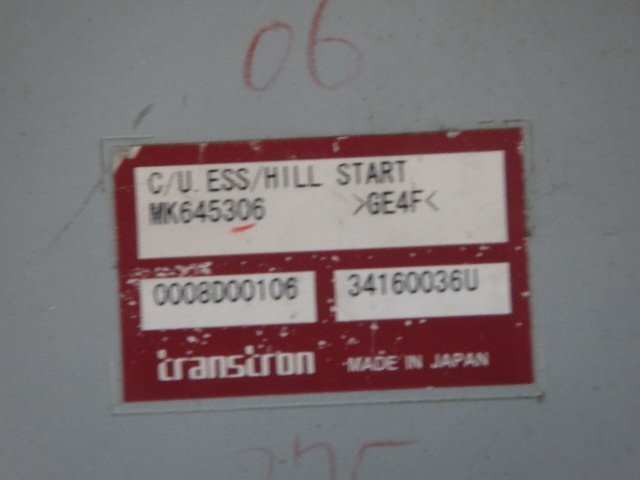 06
C/U. ESS/HILL START
MK645306 >GE4F<
0008D00106 34160036U
transtron MADE IN JAPAN